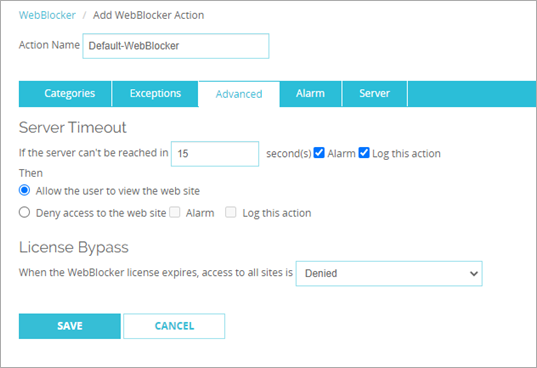 WebBlocker / Add WebBlocker Action
Action Name Default-WebBlocker
Categories Exceptions Advanced Alarm Server
Server Timeout
If the server can't be reached in 15 second(s) Alarm Log this action
Then
Allow the user to view the web site
Deny access to the web site Alarm Log this action
License Bypass
When the WebBlocker license expires, access to all sites is Denied
SAVE CANCEL